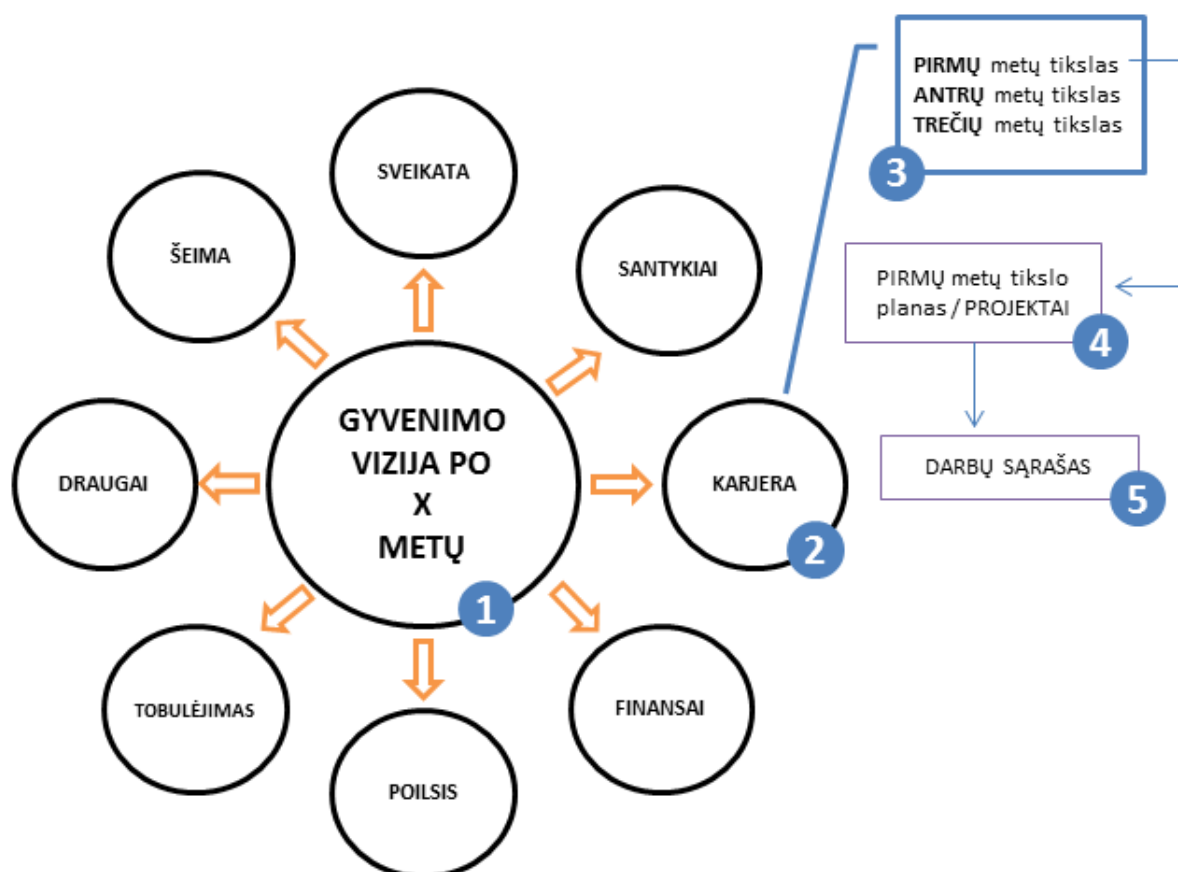 PIRMŲ metų tikslas
ANTRŲ metų tikslas
TREČIŲ metų tikslas
3
SVEIKATA
ŠEIMA
SANTYKIAI
PIRMŲ metų tikslo
planas / PROJEKTAI
4
GYVENIMO
VIZIJA PO
X
METŲ
1
DRAUGAI
KARJERA
2
DARBŲ SĄRAŠAS
5
TOBULĖJIMAS
FINANSAI
POILSIS